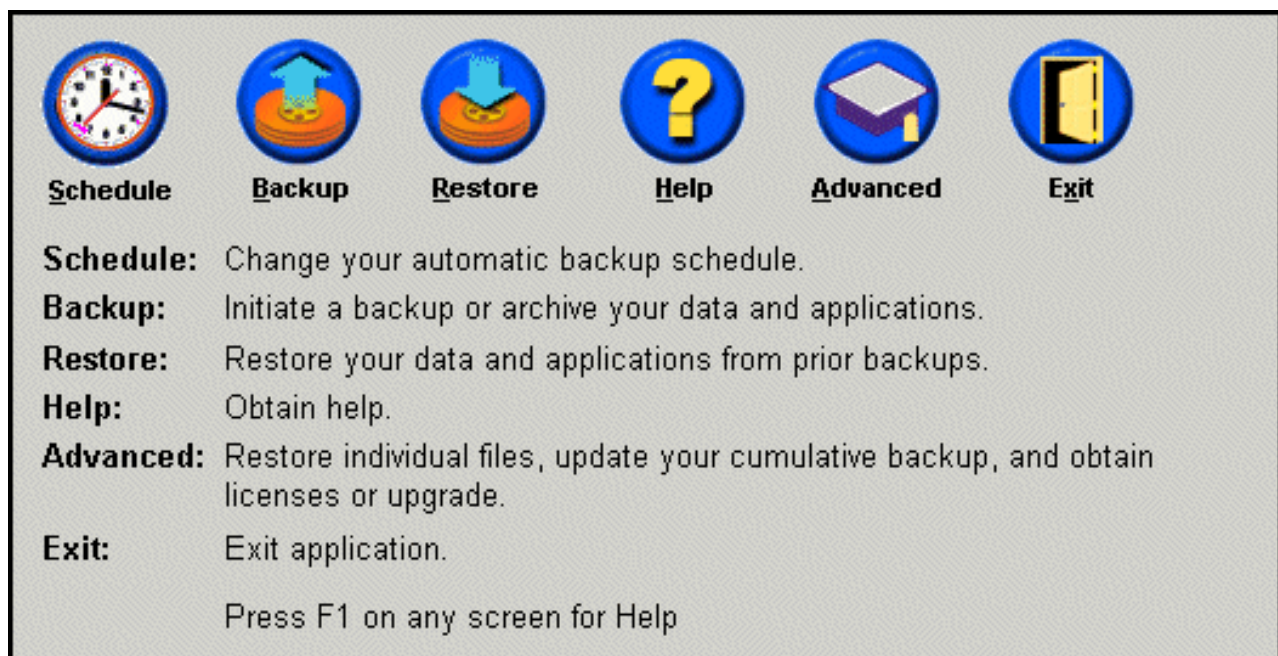 Schedule Backup Restore Help Advanced Exit
Schedule: Change your automatic backup schedule.
Backup: Initiate a backup or archive your data and applications.
Restore: Restore your data and applications from prior backups.
Help: Obtain help.
Advanced: Restore individual files, update your cumulative backup, and obtain
licenses or upgrade.
Exit: Exit application.
Press F1 on any screen for Help